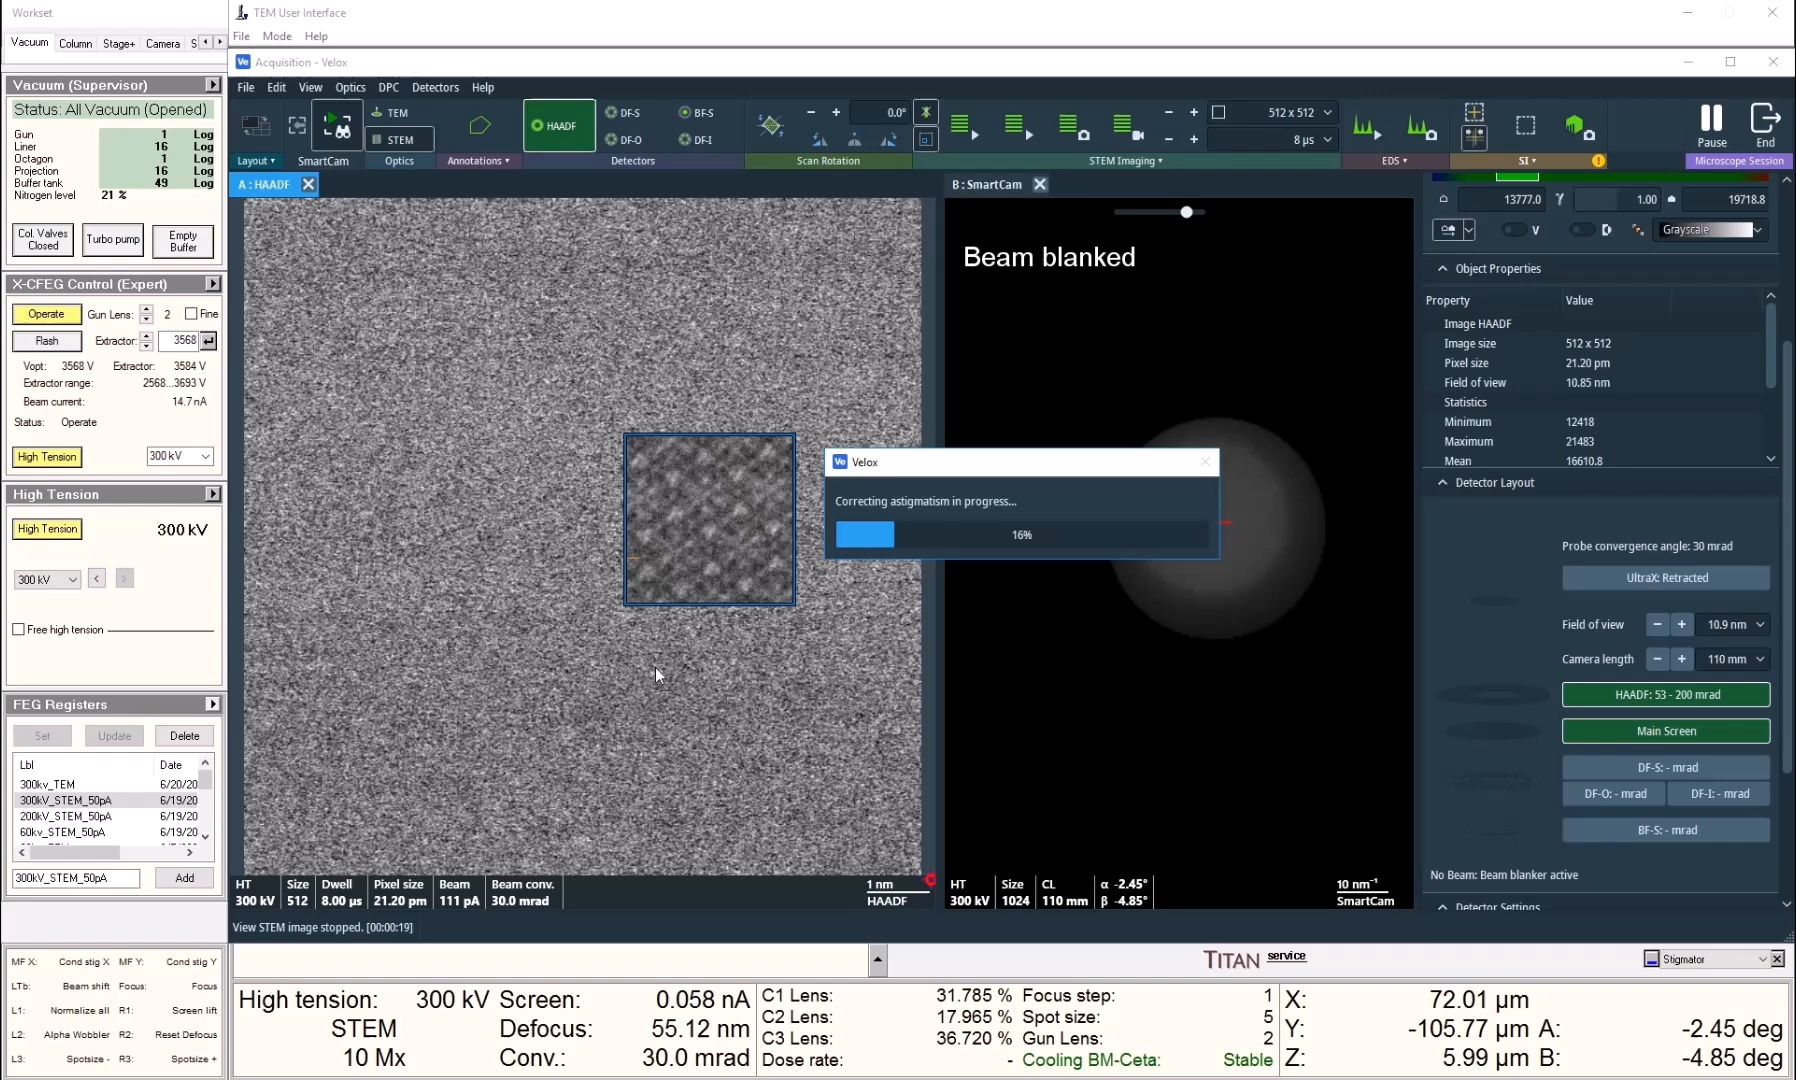 Workset
TEM User Interface
Vacuum Column Stage+ Camera S
File Mode Help
Acquisition - Velox
Vacuum (Supervisor)
Status: All Vacuum (Opened)
Gun 1 Log
Liner 16 Log
Octagon 1 Log
Projection 16 Log
Buffer tank 49 Log
Nitrogen level 21 %
Col. Valves Closed
Turbo pump
Empty Buffer
X-CFEG Control (Expert)
Operate Gun Lens: 2 Fine
Flash Extractor: 3568
Vopt: 3568 V Extractor: 3584 V
Extractor range: 2568...3693 V
Beam current: 14.7 nA
Status: Operate
High Tension 300 kV
High Tension
High Tension 300 kV
300 kV < >
Free high tension
FEG Registers
Set Update Delete
Lbl Date
300kv_TEM 6/20/20
300kV_STEM_50pA 6/19/20
200kV_STEM_50pA 6/19/20
60kv_STEM_50pA 6/19/20
300kV_STEM_50pA Add
MF X: Cond stig X MF Y: Cond stig Y
LTb: Beam shift Focus: Focus
L1: Normalize all R1: Screen lift
L2: Alpha Wobbler R2: Reset Defocus
L3: Spotsize - R3: Spotsize +
File Edit View Optics DPC Detectors Help
TEM
STEM
HAADF
DF-S BF-S
DF-O DF-I
0.0°
512 x 512
8 µs
Pause End
Layout SmartCam Optics Annotations Detectors Scan Rotation STEM Imaging EDS SI Microscope Session
A : HAADF
B : SmartCam
Beam blanked
Velox
Correcting astigmatism in progress...
16%
HT Size Dwell Pixel size Beam Beam conv.
300 kV 512 8.00 µs 21.20 pm 111 pA 30.0 mrad
1 nm
HAADF
HT Size CL α -2.45°
300 kV 1024 110 mm β -4.85°
10 nm⁻¹
SmartCam
View STEM image stopped. [00:00:19]
13777.0 γ 1.00 19718.8
V D Grayscale
Object Properties
Property Value
Image HAADF
Image size 512 x 512
Pixel size 21.20 pm
Field of view 10.85 nm
Statistics
Minimum 12418
Maximum 21483
Mean 16610.8
Detector Layout
Probe convergence angle: 30 mrad
UltraX: Retracted
Field of view 10.9 nm
Camera length 110 mm
HAADF: 53 - 200 mrad
Main Screen
DF-S: - mrad
DF-O: - mrad DF-I: - mrad
BF-S: - mrad
No Beam: Beam blanker active
Detector Settings
TITAN service
Stigmator
High tension: 300 kV Screen: 0.058 nA
STEM Defocus: 55.12 nm
10 Mx Conv.: 30.0 mrad
C1 Lens: 31.785 % Focus step: 1
C2 Lens: 17.965 % Spot size: 5
C3 Lens: 36.720 % Gun Lens: 2
Dose rate: - Cooling BM-Ceta: Stable
X: 72.01 µm
Y: -105.77 µm A: -2.45 deg
Z: 5.99 µm B: -4.85 deg